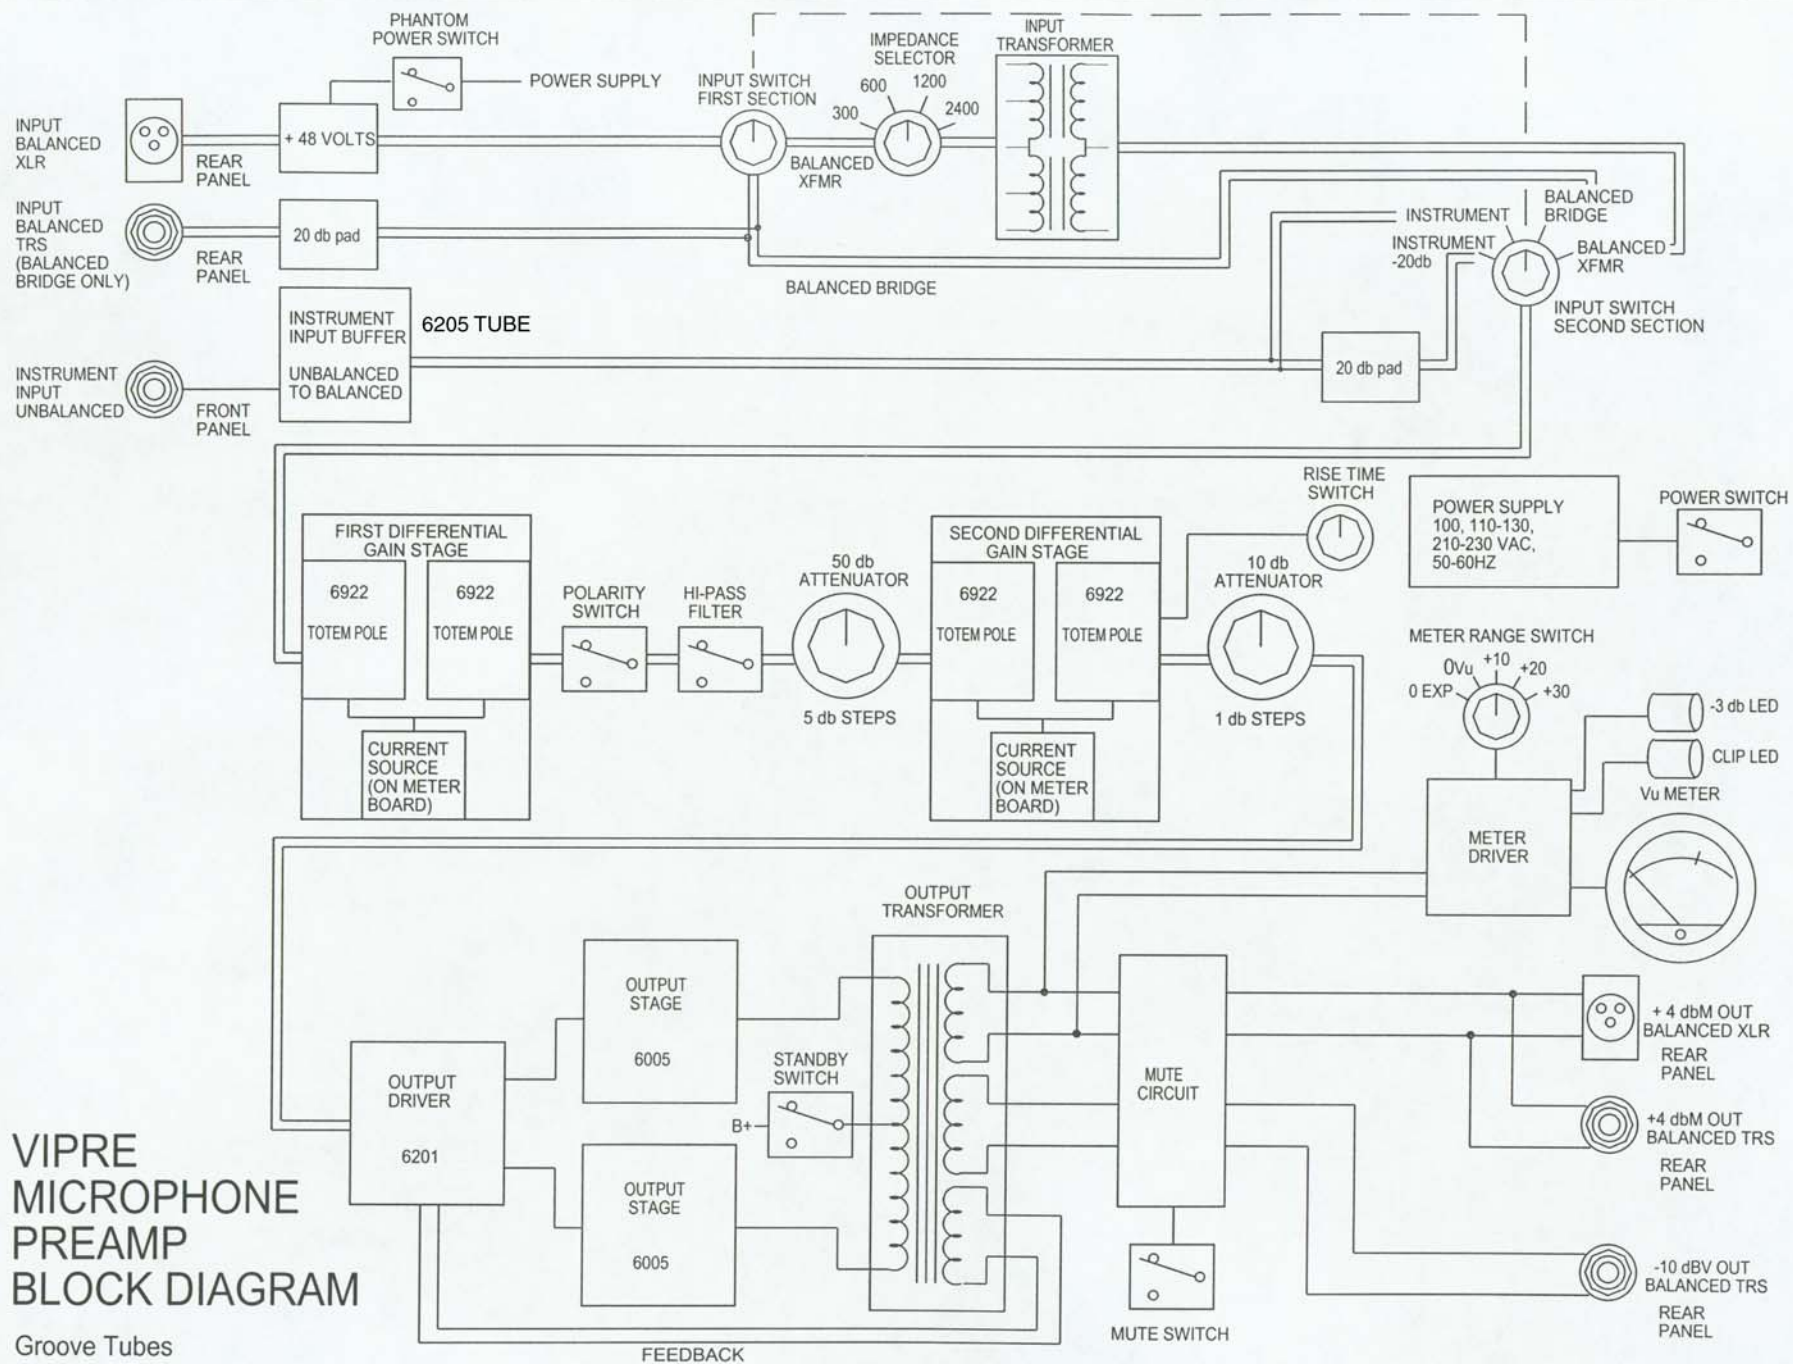 PHANTOM
POWER SWITCH
POWER SUPPLY
INPUT SWITCH
FIRST SECTION
IMPEDANCE
SELECTOR
300
600
1200
2400
INPUT
TRANSFORMER
INPUT
BALANCED
XLR
REAR
PANEL
+ 48 VOLTS
BALANCED
XFMR
INPUT
BALANCED
TRS
(BALANCED
BRIDGE ONLY)
REAR
PANEL
20 db pad
BALANCED BRIDGE
INSTRUMENT
INSTRUMENT
-20db
BALANCED
BRIDGE
BALANCED
XFMR
INPUT SWITCH
SECOND SECTION
INSTRUMENT
INPUT BUFFER
UNBALANCED
TO BALANCED
6205 TUBE
INSTRUMENT
INPUT
UNBALANCED
FRONT
PANEL
20 db pad
FIRST DIFFERENTIAL
GAIN STAGE
6922
TOTEM POLE
6922
TOTEM POLE
CURRENT
SOURCE
(ON METER
BOARD)
POLARITY
SWITCH
HI-PASS
FILTER
50 db
ATTENUATOR
5 db STEPS
SECOND DIFFERENTIAL
GAIN STAGE
6922
TOTEM POLE
6922
TOTEM POLE
CURRENT
SOURCE
(ON METER
BOARD)
RISE TIME
SWITCH
10 db
ATTENUATOR
1 db STEPS
POWER SUPPLY
100, 110-130,
210-230 VAC,
50-60HZ
POWER SWITCH
METER RANGE SWITCH
0 EXP
0Vu
+10
+20
+30
-3 db LED
CLIP LED
Vu METER
METER
DRIVER
OUTPUT
TRANSFORMER
OUTPUT
STAGE
6005
STANDBY
SWITCH
B+
OUTPUT
DRIVER
6201
OUTPUT
STAGE
6005
MUTE
CIRCUIT
MUTE SWITCH
+ 4 dbM OUT
BALANCED XLR
REAR
PANEL
+4 dbM OUT
BALANCED TRS
REAR
PANEL
-10 dBV OUT
BALANCED TRS
REAR
PANEL
FEEDBACK
VIPRE
MICROPHONE
PREAMP
BLOCK DIAGRAM
Groove Tubes